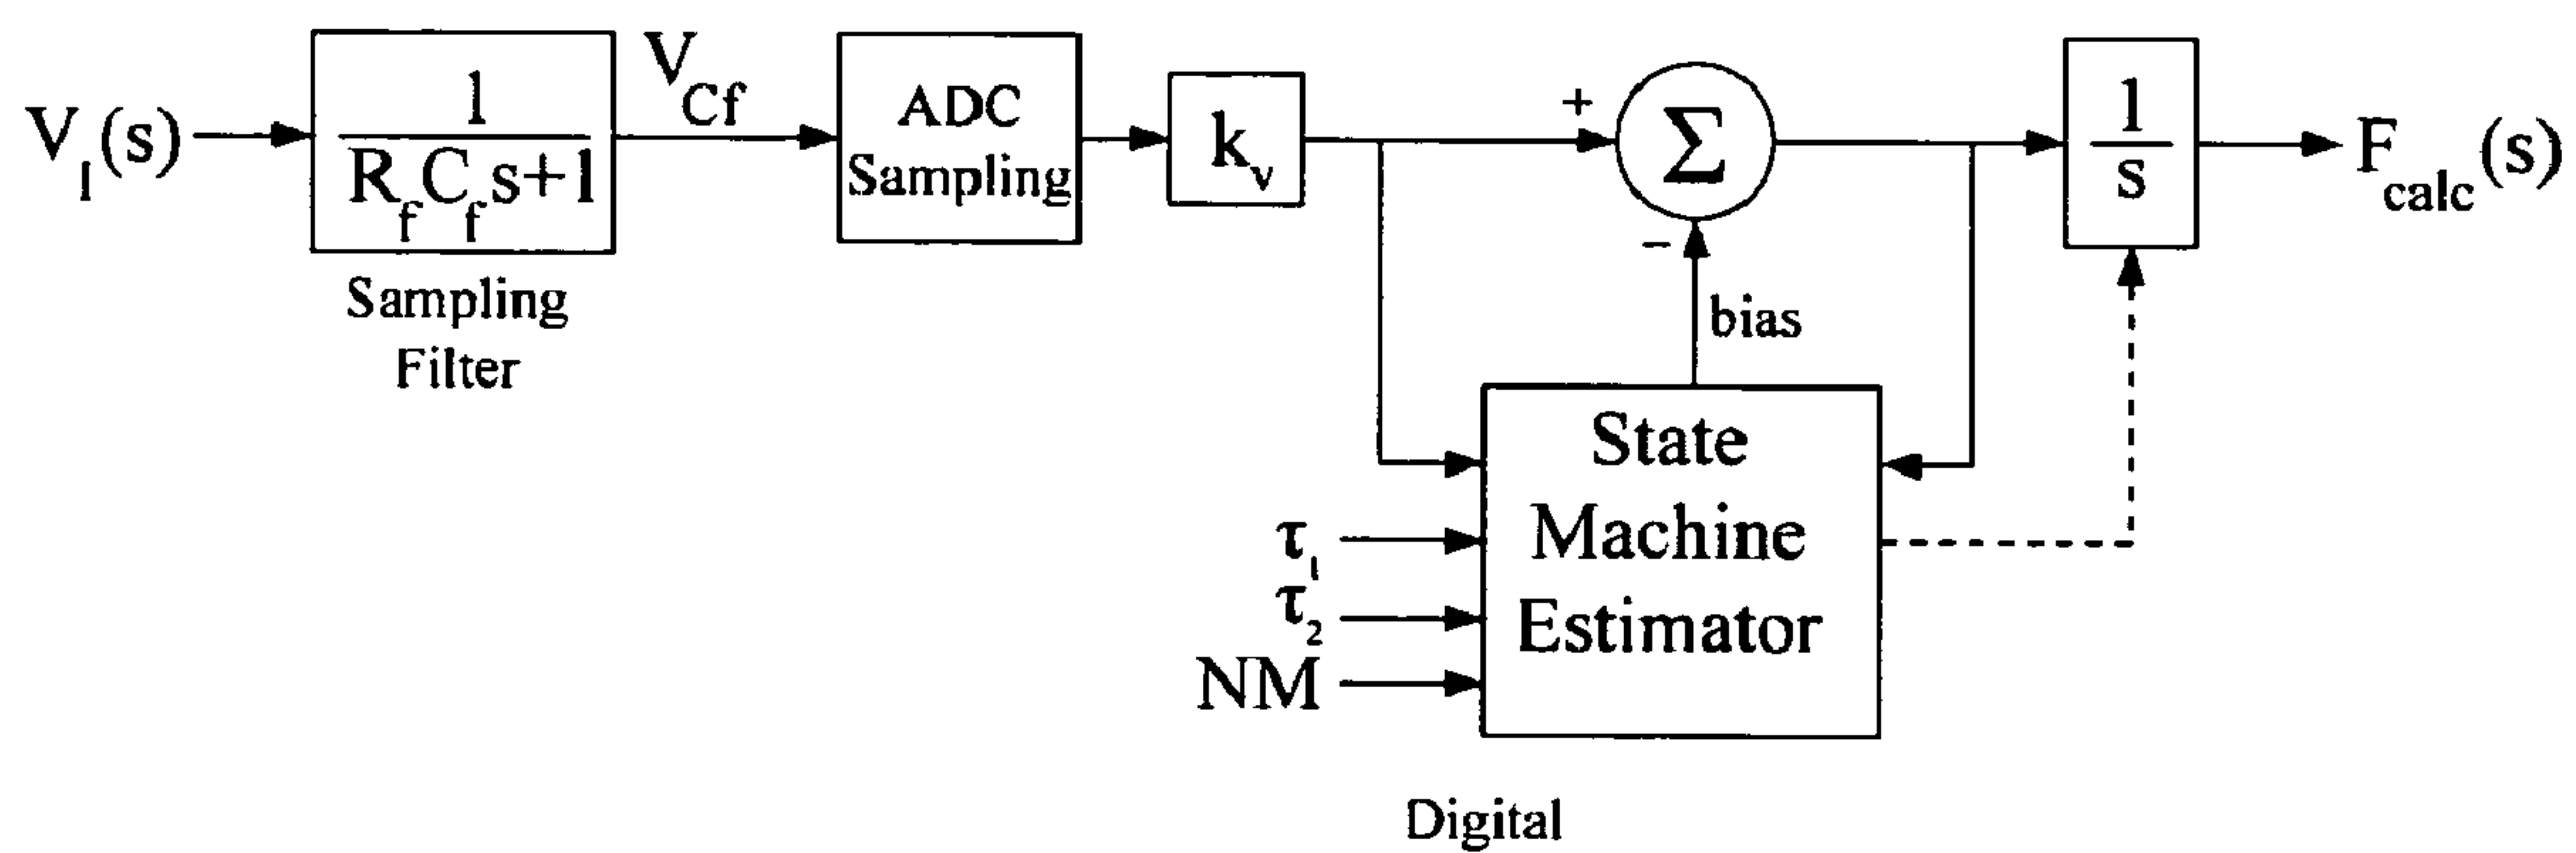 V_l(s)
1
R_f C_f s+1
Sampling
Filter
V_Cf
ADC
Sampling
k_v
+
Σ
−
bias
1
s
F_calc(s)
State
Machine
Estimator
τ_1
τ_2
NM
Digital